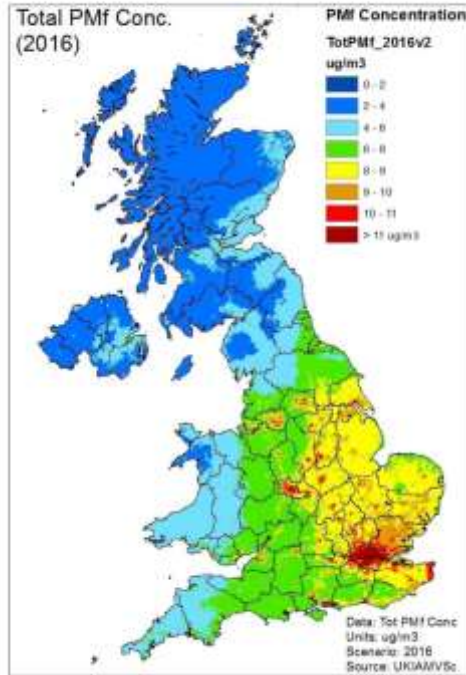 Total PMf Conc.
(2016)
PMf Concentration
TotPMf_2016v2
ug/m3
0 - 2
2 - 4
4 - 6
6 - 8
8 - 9
9 - 10
10 - 11
> 11 ug/m3
Data: Tot PMf Conc
Units: ug/m3
Scenario: 2016
Source: UKIAMVSc